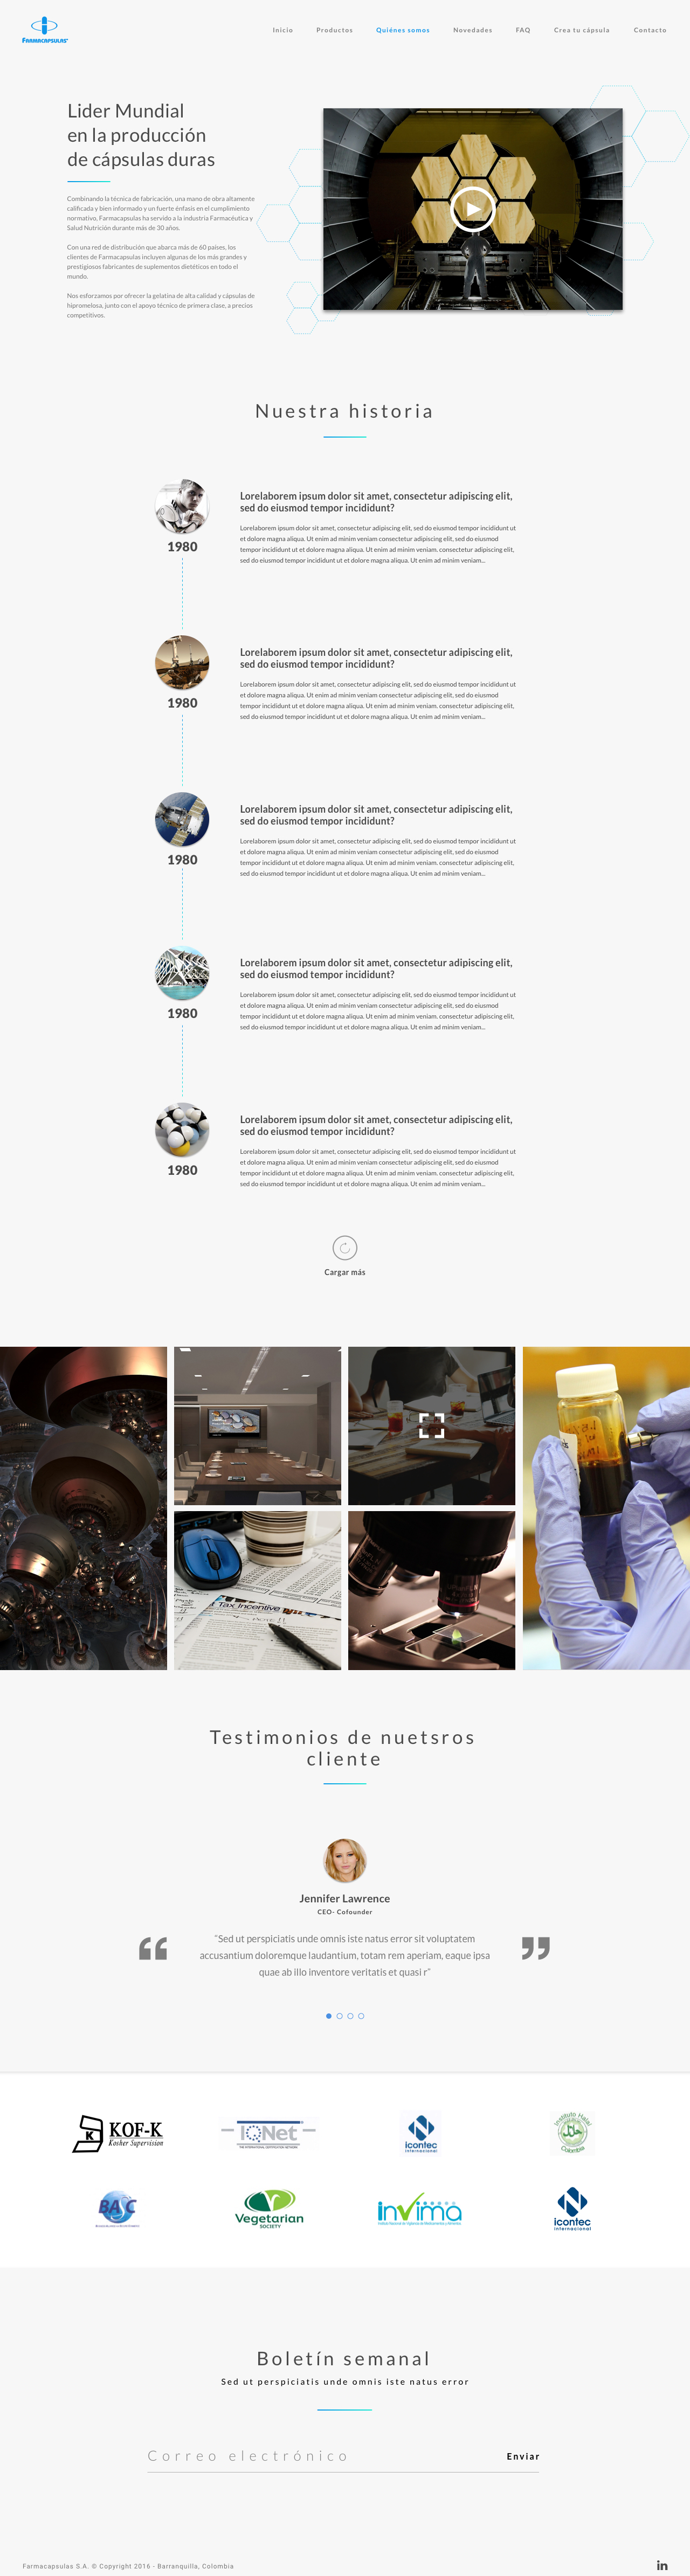 FARMACAPSULAS®
Inicio Productos Quiénes somos Novedades FAQ Crea tu cápsula Contacto
Lider Mundial
en la producción
de cápsulas duras
Combinando la técnica de fabricación, una mano de obra altamente
calificada y bien informado y un fuerte énfasis en el cumplimiento
normativo, Farmacapsulas ha servido a la industria Farmacéutica y
Salud Nutrición durante más de 30 años.
Con una red de distribución que abarca más de 60 países, los
clientes de Farmacapsulas incluyen algunas de los más grandes y
prestigiosos fabricantes de suplementos dietéticos en todo el
mundo.
Nos esforzamos por ofrecer la gelatina de alta calidad y cápsulas de
hipromelosa, junto con el apoyo técnico de primera clase, a precios
competitivos.
Nuestra historia
Lorelaborem ipsum dolor sit amet, consectetur adipiscing elit,
sed do eiusmod tempor incididunt?
Lorelaborem ipsum dolor sit amet, consectetur adipiscing elit, sed do eiusmod tempor incididunt ut
et dolore magna aliqua. Ut enim ad minim veniam consectetur adipiscing elit, sed do eiusmod
tempor incididunt ut et dolore magna aliqua. Ut enim ad minim veniam. consectetur adipiscing elit,
sed do eiusmod tempor incididunt ut et dolore magna aliqua. Ut enim ad minim veniam...
1980
Lorelaborem ipsum dolor sit amet, consectetur adipiscing elit,
sed do eiusmod tempor incididunt?
Lorelaborem ipsum dolor sit amet, consectetur adipiscing elit, sed do eiusmod tempor incididunt ut
et dolore magna aliqua. Ut enim ad minim veniam consectetur adipiscing elit, sed do eiusmod
tempor incididunt ut et dolore magna aliqua. Ut enim ad minim veniam. consectetur adipiscing elit,
sed do eiusmod tempor incididunt ut et dolore magna aliqua. Ut enim ad minim veniam...
1980
Lorelaborem ipsum dolor sit amet, consectetur adipiscing elit,
sed do eiusmod tempor incididunt?
Lorelaborem ipsum dolor sit amet, consectetur adipiscing elit, sed do eiusmod tempor incididunt ut
et dolore magna aliqua. Ut enim ad minim veniam consectetur adipiscing elit, sed do eiusmod
tempor incididunt ut et dolore magna aliqua. Ut enim ad minim veniam. consectetur adipiscing elit,
sed do eiusmod tempor incididunt ut et dolore magna aliqua. Ut enim ad minim veniam...
1980
Lorelaborem ipsum dolor sit amet, consectetur adipiscing elit,
sed do eiusmod tempor incididunt?
Lorelaborem ipsum dolor sit amet, consectetur adipiscing elit, sed do eiusmod tempor incididunt ut
et dolore magna aliqua. Ut enim ad minim veniam consectetur adipiscing elit, sed do eiusmod
tempor incididunt ut et dolore magna aliqua. Ut enim ad minim veniam. consectetur adipiscing elit,
sed do eiusmod tempor incididunt ut et dolore magna aliqua. Ut enim ad minim veniam...
1980
Lorelaborem ipsum dolor sit amet, consectetur adipiscing elit,
sed do eiusmod tempor incididunt?
Lorelaborem ipsum dolor sit amet, consectetur adipiscing elit, sed do eiusmod tempor incididunt ut
et dolore magna aliqua. Ut enim ad minim veniam consectetur adipiscing elit, sed do eiusmod
tempor incididunt ut et dolore magna aliqua. Ut enim ad minim veniam. consectetur adipiscing elit,
sed do eiusmod tempor incididunt ut et dolore magna aliqua. Ut enim ad minim veniam...
1980
Cargar más
Tax Incentive
Testimonios de nuetsros
cliente
Jennifer Lawrence
CEO- Cofounder
"Sed ut perspiciatis unde omnis iste natus error sit voluptatem
accusantium doloremque laudantium, totam rem aperiam, eaque ipsa
quae ab illo inventore veritatis et quasi r"
K KOF-K
Kosher Supervision
IQNet
THE INTERNATIONAL CERTIFICATION NETWORK
icontec
internacional
Instituto Halal
حلال
Colombia
BASC
Vegetarian
SOCIETY
invima
Instituto Nacional de Vigilancia de Medicamentos y Alimentos
icontec
internacional
Boletín semanal
Sed ut perspiciatis unde omnis iste natus error
Correo electrónico Enviar
Farmacapsulas S.A. © Copyright 2016 - Barranquilla, Colombia in